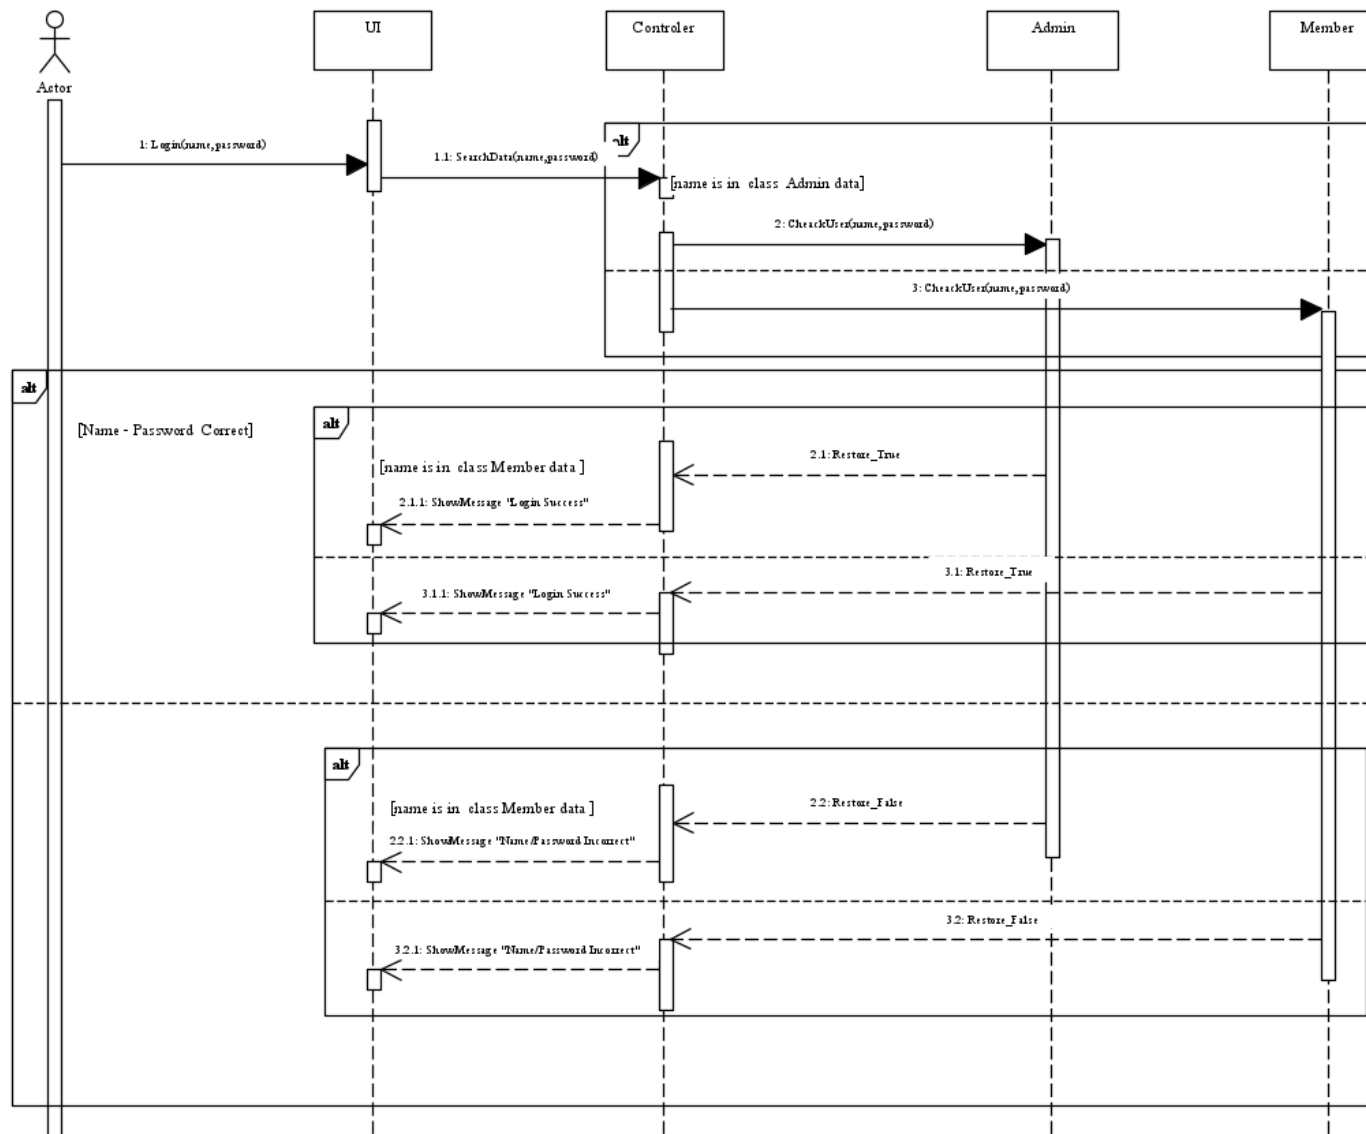 UI
Controler
Admin
Member
Actor
alt
1: Login(name,password)
1.1: SearchData(name,password)
[name is in class Admin data]
2: CheackUser(name,password)
3: CheackUser(name,password)
alt
[Name - Password Correct]
alt
[name is in class Member data ]
2.1: Restore_True
2.1.1: ShowMessage "Login Success"
3.1: Restore_True
3.1.1: ShowMessage "Login Success"
alt
[name is in class Member data ]
2.2: Restore_False
2.2.1: ShowMessage "Name/Password Incorrect"
3.2: Restore_False
3.2.1: ShowMessage "Name/Password Incorrect"